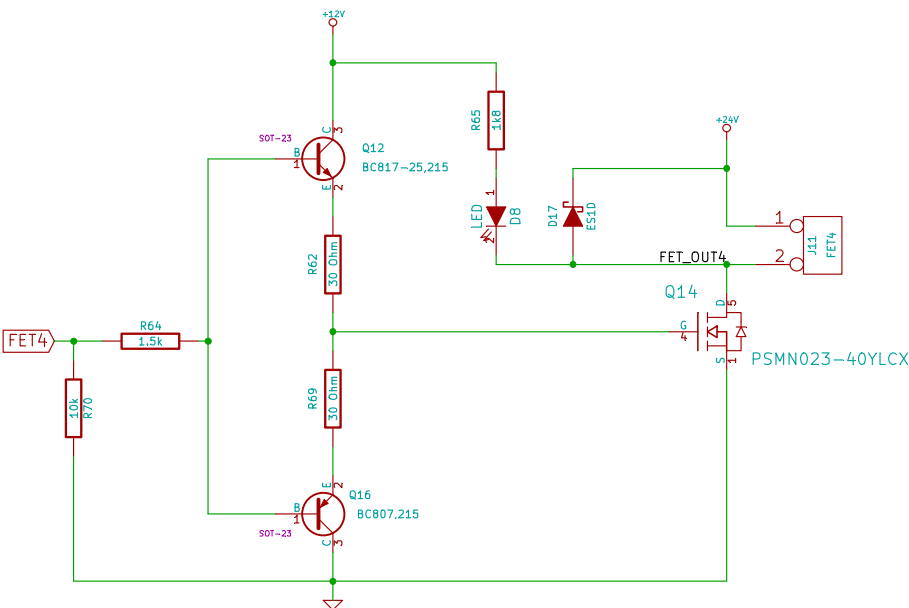 +12V
R65
1k8
SOT-23
B
1
C
3
E
2
Q12
BC817-25,215
+24V
1
LED
2
D8
D17
ES1D
1
2
J11
FET4
FET_OUT4
R62
30 Ohm
Q14
D
5
G
4
S
1
PSMN023-40YLCX
FET4
R64
1.5k
10k
R70
R69
30 Ohm
E
2
Q16
BC807,215
B
1
SOT-23
C
3